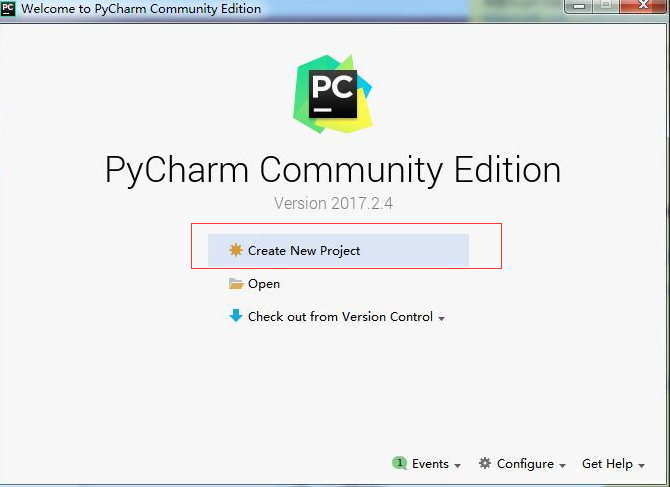 PC Welcome to PyCharm Community Edition
PC
PyCharm Community Edition
Version 2017.2.4
Create New Project
Open
Check out from Version Control
1 Events Configure Get Help